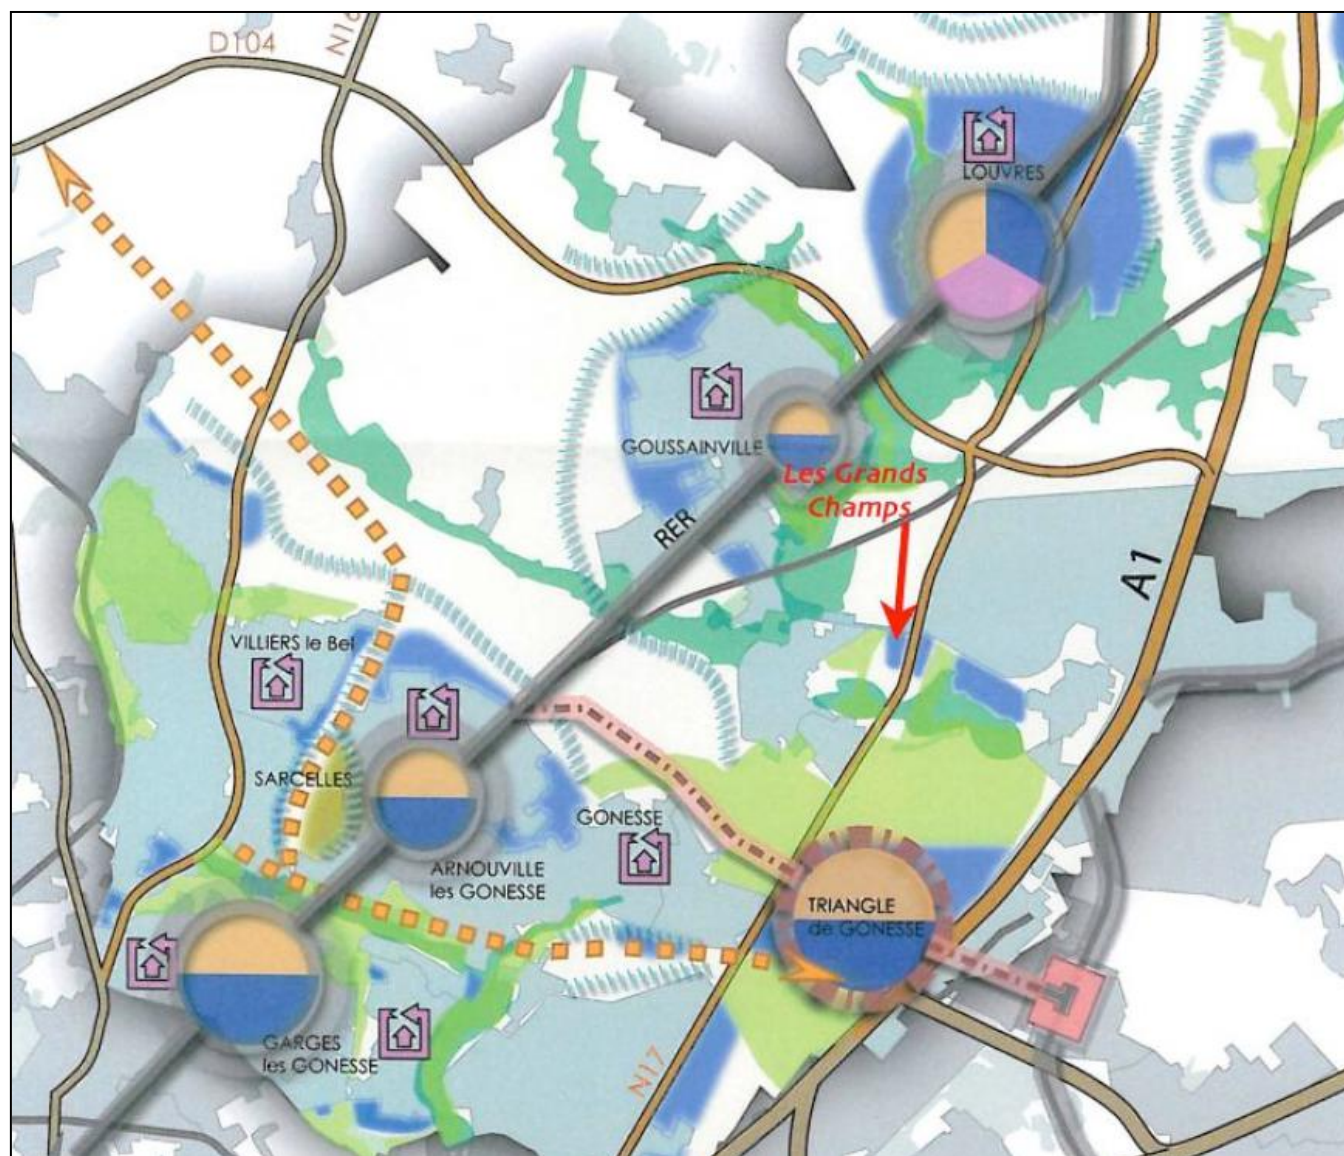 D104
N16
LOUVRES
GOUSSAINVILLE
Les Grands
Champs
RER
A1
VILLIERS le Bel
SARCELLES
GONESSE
ARNOUVILLE
les GONESSE
TRIANGLE
de GONESSE
GARGES
les GONESSE
N17